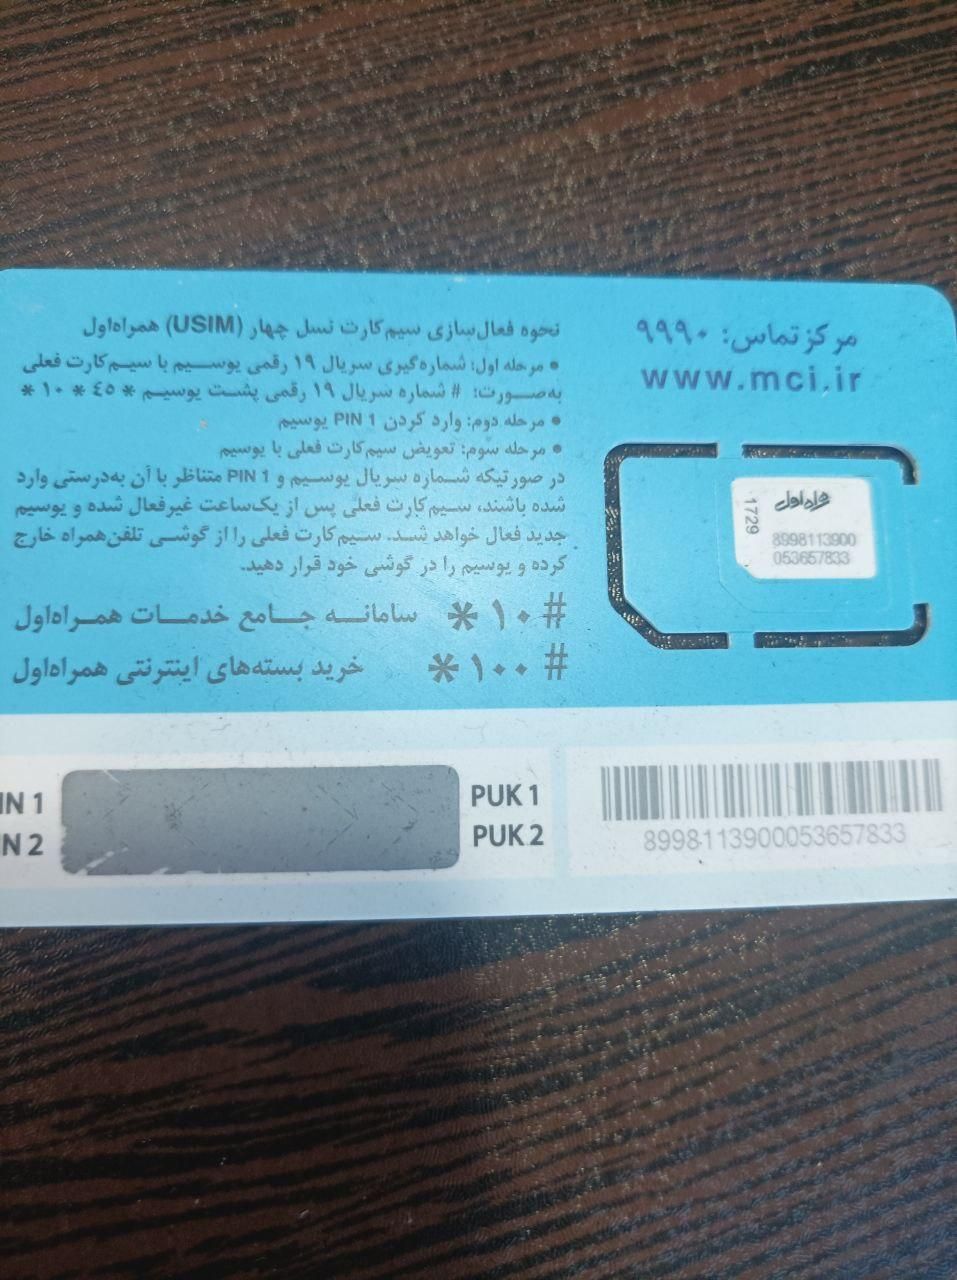 نحوه فعال‌سازی سیم‌کارت نسل چهار (USIM) همراه‌اول
• مرحله اول: شماره‌گیری سریال ۱۹ رقمی یوسیم با سیم‌کارت فعلی
به‌صورت: # شماره سریال ۱۹ رقمی پشت یوسیم * ٤٥ * ۱۰ *
• مرحله دوم: وارد کردن PIN 1 یوسیم
• مرحله سوم: تعویض سیم‌کارت فعلی با یوسیم
در صورتیکه شماره سریال یوسیم و PIN 1 متناظر با آن به‌درستی وارد
شده باشند، سیم‌کارت فعلی پس از یک‌ساعت غیرفعال شده و یوسیم
جدید فعال خواهد شد. سیم‌کارت فعلی را از گوشی تلفن‌همراه خارج
کرده و یوسیم را در گوشی خود قرار دهید.
* ۱۰ # سامانه جامع خدمات همراه‌اول
* ۱۰۰ # خرید بسته‌های اینترنتی همراه‌اول
مرکز تماس: ۹۹۹۰
www.mci.ir
همراه‌اول
1729
8998113900
053657833
IN 1
N 2
PUK 1
PUK 2
8998113900053657833